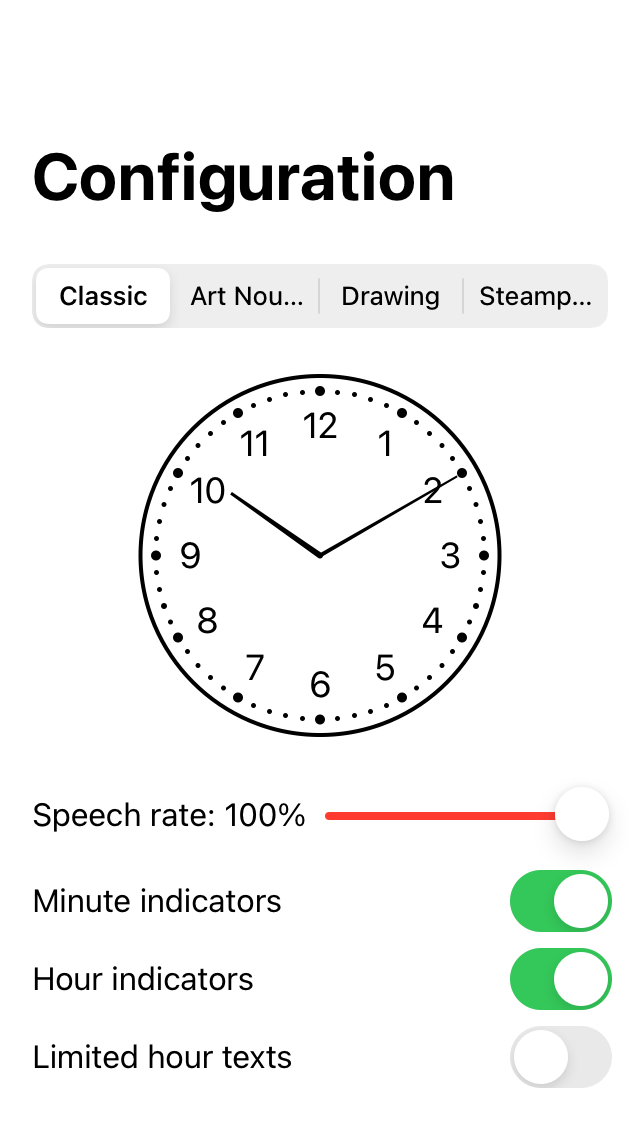 Configuration
Classic Art Nou... Drawing Steamp...
12
11 1
10 2
9 3
8 4
7 5
6
Speech rate: 100%
Minute indicators
Hour indicators
Limited hour texts